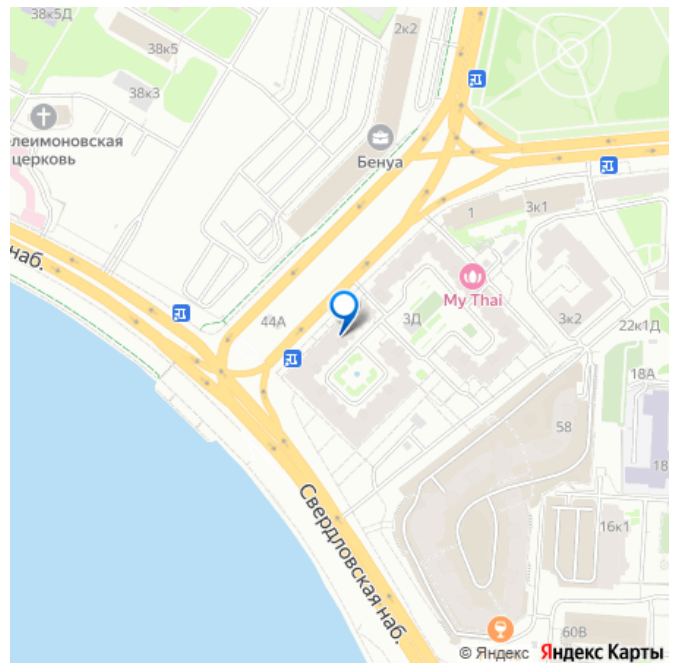 38к5Д
2к2
38к5
38к3
лeимоновская
церковь
Бенуа
1
3к1
наб.
My Thai
44А
3Д
3к2
22к1Д
18А
58
18
Свердловская наб.
16к1
60В
© Яндекс Яндекс Карты